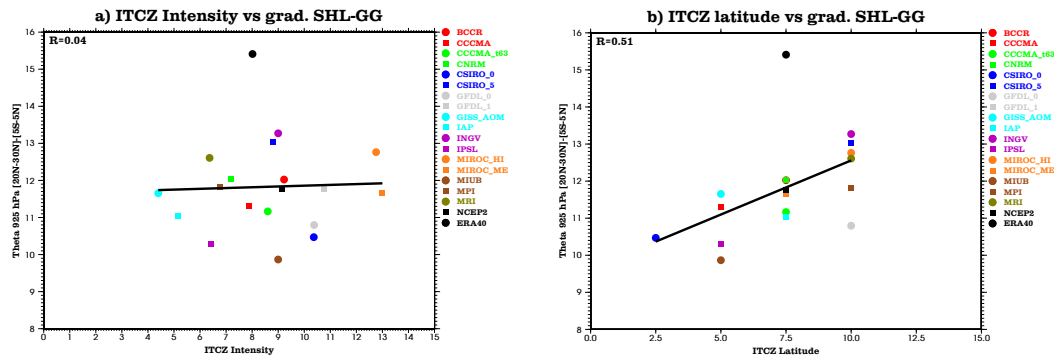 a) ITCZ Intensity vs grad. SHL-GG
R=0.04
Theta 925 hPa [20N-30N]-[5S-5N]
16
15
14
13
12
11
10
9
8
0 1 2 3 4 5 6 7 8 9 10 11 12 13 14 15
ITCZ Intensity
BCCR
CCCMA
CCCMA_t63
CNRM
CSIRO_0
CSIRO_5
GFDL_0
GFDL_1
GISS_AOM
IAP
INGV
IPSL
MIROC_HI
MIROC_ME
MIUB
MPI
MRI
NCEP2
ERA40
b) ITCZ latitude vs grad. SHL-GG
R=0.51
Theta 925 hPa [20N-30N]-[5S-5N]
16
15
14
13
12
11
10
9
8
0.0 2.5 5.0 7.5 10.0 12.5 15.0
ITCZ Latitude
BCCR
CCCMA
CCCMA_t63
CNRM
CSIRO_0
CSIRO_5
GFDL_0
GFDL_1
GISS_AOM
IAP
INGV
IPSL
MIROC_HI
MIROC_ME
MIUB
MPI
MRI
NCEP2
ERA40